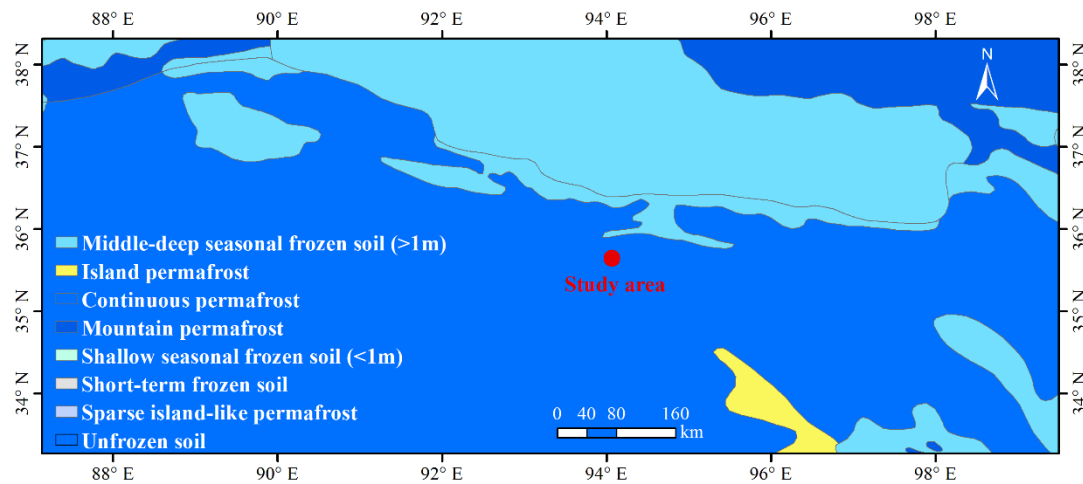 88° E 90° E 92° E 94° E 96° E 98° E
38° N 38° N
N
37° N 37° N
36° N 36° N
Middle-deep seasonal frozen soil (>1m)
Island permafrost
Study area
Continuous permafrost
35° N 35° N
Mountain permafrost
Shallow seasonal frozen soil (<1m)
Short-term frozen soil
34° N 34° N
Sparse island-like permafrost
0 40 80 160
km
Unfrozen soil
88° E 90° E 92° E 94° E 96° E 98° E